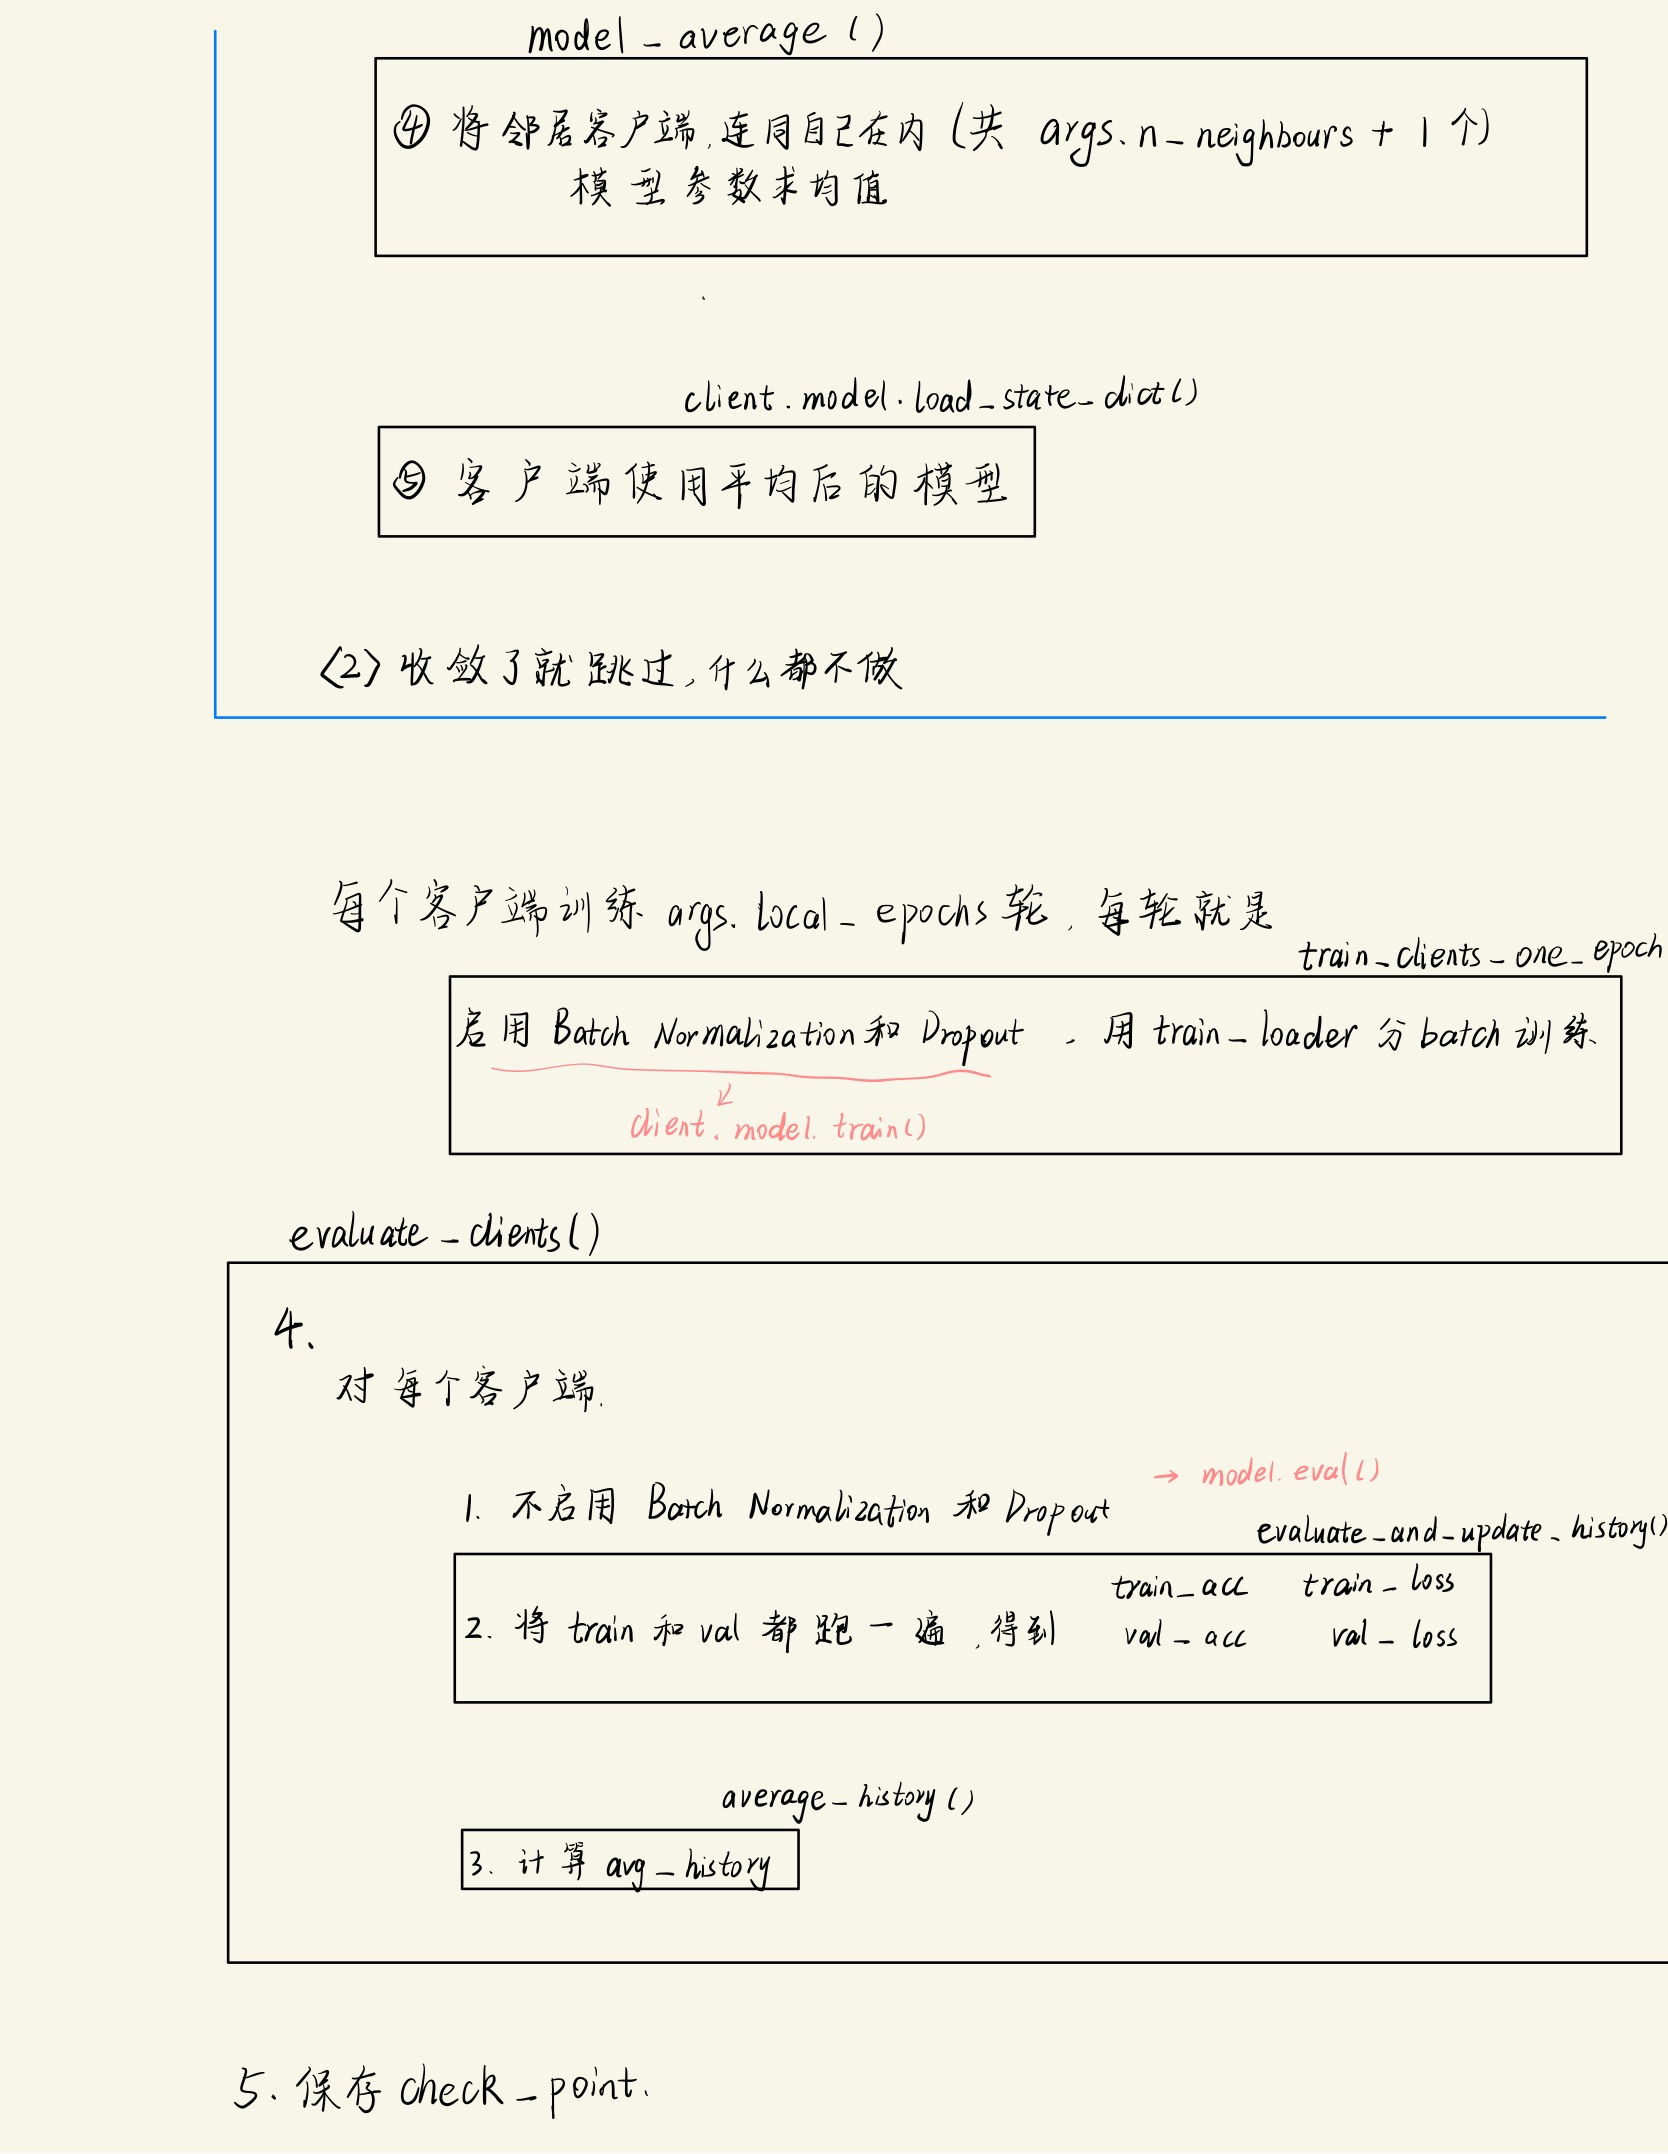 model_average()
④ 将邻居客户端,连同自己在内(共 args.n_neighbours + 1 个)
模型参数求均值
client.model.load_state_dict()
⑤ 客户端使用平均后的模型
<2> 收敛了就跳过,什么都不做
每个客户端训练 args.local_epochs 轮,每轮就是
train_clients_one_epoch
启用 Batch Normalization 和 Dropout , 用 train_loader 分 batch 训练
client.model.train()
evaluate_clients()
4、
对每个客户端.
→ model.eval()
1. 不启用 Batch Normalization 和 Dropout
evaluate_and_update_history()
train_acc train_loss
2. 将 train 和 val 都跑一遍,得到
val_acc val_loss
average_history()
3. 计算 avg_history
5. 保存 check_point.